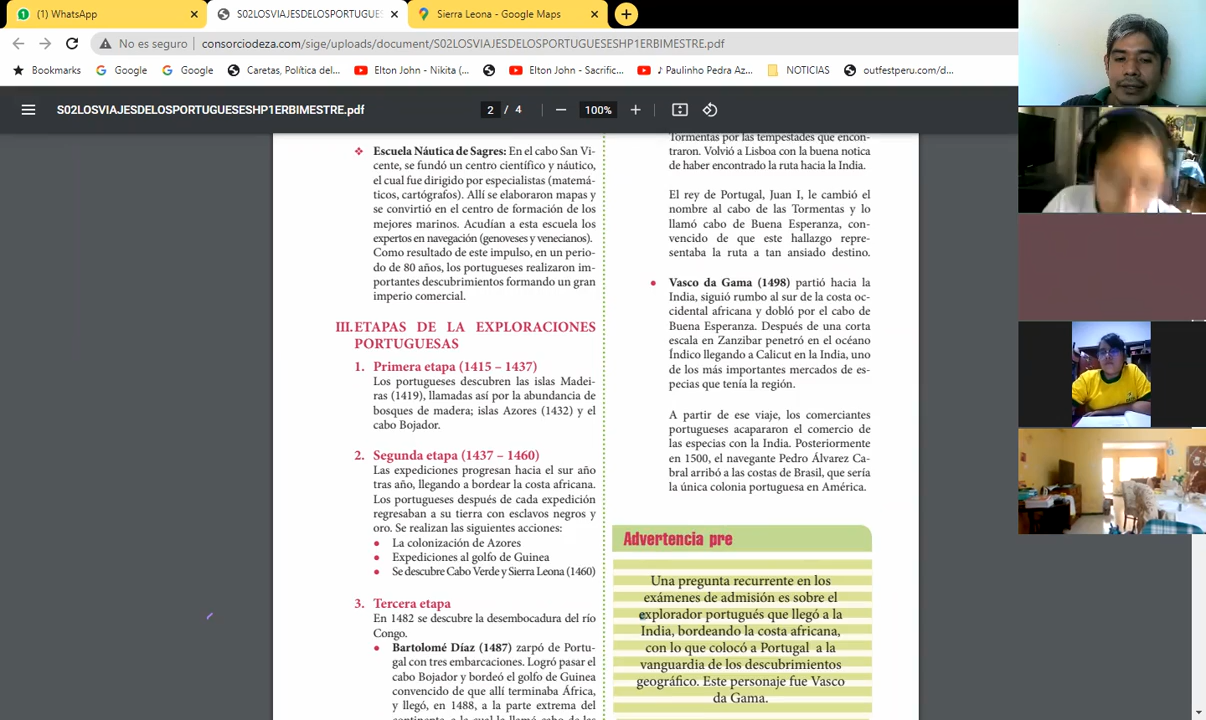 WhatsApp
S02LOSVIAJESDELOSPORTUGUES
Sierra Leona - Google Maps
No es seguro
consorciodeza.com/sige/uploads/document/S02LOSVIAJESDELOSPORTUGUESESHP1ERBIMESTRE.pdf
Bookmarks
Google
Google
Caretas, Política del...
Elton John - Nikita (...
Elton John - Sacrific...
♪ Paulinho Pedra Az...
NOTICIAS
outfestperu.com/d...
S02LOSVIAJESDELOSPORTUGUESESHP1ERBIMESTRE.pdf
2 / 4
100%
Escuela Náutica de Sagres: En el cabo San Vi-
cente, se fundó un centro científico y náutico,
el cual fue dirigido por especialistas (matemá-
ticos, cartógrafos). Allí se elaboraron mapas y
se convirtió en el centro de formación de los
mejores marinos. Acudían a esta escuela los
expertos en navegación (genoveses y venecianos).
Como resultado de este impulso, en un perio-
do de 80 años, los portugueses realizaron im-
portantes descubrimientos formando un gran
imperio comercial.
III. ETAPAS DE LA EXPLORACIONES
PORTUGUESAS
1. Primera etapa (1415 – 1437)
Los portugueses descubren las islas Madei-
ras (1419), llamadas así por la abundancia de
bosques de madera; islas Azores (1432) y el
cabo Bojador.
2. Segunda etapa (1437 – 1460)
Las expediciones progresan hacia el sur año
tras año, llegando a bordear la costa africana.
Los portugueses después de cada expedición
regresaban a su tierra con esclavos negros y
oro. Se realizan las siguientes acciones:
La colonización de Azores
Expediciones al golfo de Guinea
Se descubre Cabo Verde y Sierra Leona (1460)
3. Tercera etapa
En 1482 se descubre la desembocadura del río
Congo.
Bartolomé Díaz (1487) zarpó de Portu-
gal con tres embarcaciones. Logró pasar el
cabo Bojador y bordeó el golfo de Guinea
convencido de que allí terminaba África,
y llegó, en 1488, a la parte extrema del
continente, a la cual la llamó cabo de las
Tormentas por las tempestades que encon-
traron. Volvió a Lisboa con la buena notica
de haber encontrado la ruta hacia la India.
El rey de Portugal, Juan I, le cambió el
nombre al cabo de las Tormentas y lo
llamó cabo de Buena Esperanza, con-
vencido de que este hallazgo repre-
sentaba la ruta a tan ansiado destino.
Vasco da Gama (1498) partió hacia la
India, siguió rumbo al sur de la costa oc-
cidental africana y dobló por el cabo de
Buena Esperanza. Después de una corta
escala en Zanzibar penetró en el océano
Índico llegando a Calicut en la India, uno
de los más importantes mercados de es-
pecias que tenía la región.
A partir de ese viaje, los comerciantes
portugueses acapararon el comercio de
las especias con la India. Posteriormente
en 1500, el navegante Pedro Álvarez Ca-
bral arribó a las costas de Brasil, que sería
la única colonia portuguesa en América.
Advertencia pre
Una pregunta recurrente en los
exámenes de admisión es sobre el
explorador portugués que llegó a la
India, bordeando la costa africana,
con lo que colocó a Portugal a la
vanguardia de los descubrimientos
geográfico. Este personaje fue Vasco
da Gama.